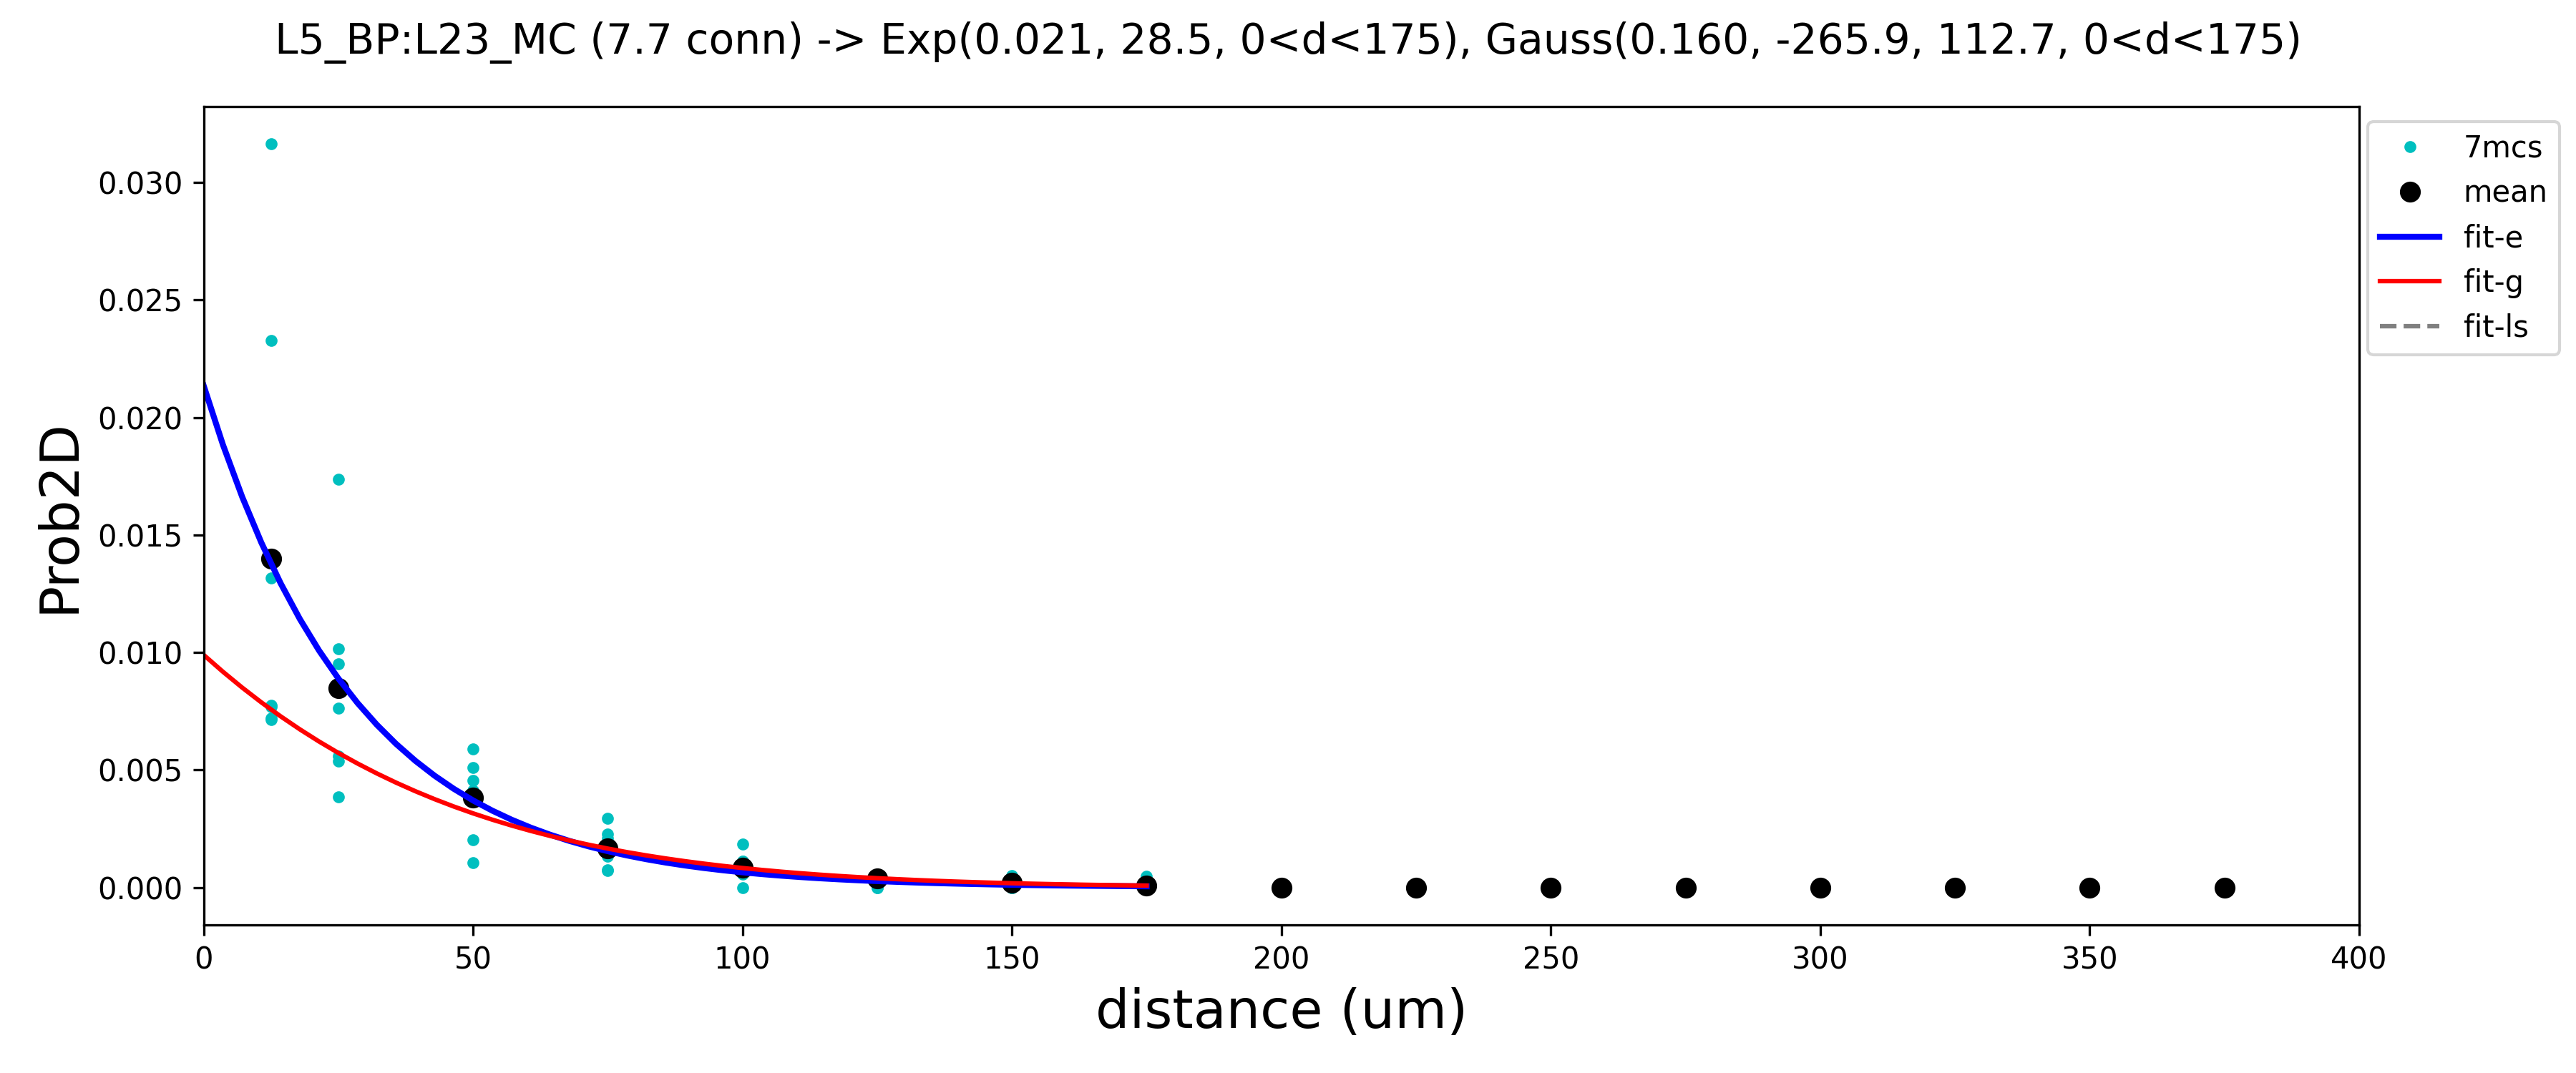 L5_BP:L23_MC (7.7 conn) -> Exp(0.021, 28.5, 0<d<175), Gauss(0.160, -265.9, 112.7, 0<d<175)
7mcs
mean
fit-e
fit-g
fit-ls
Prob2D
0.030
0.025
0.020
0.015
0.010
0.005
0.000
0 50 100 150 200 250 300 350 400
distance (um)